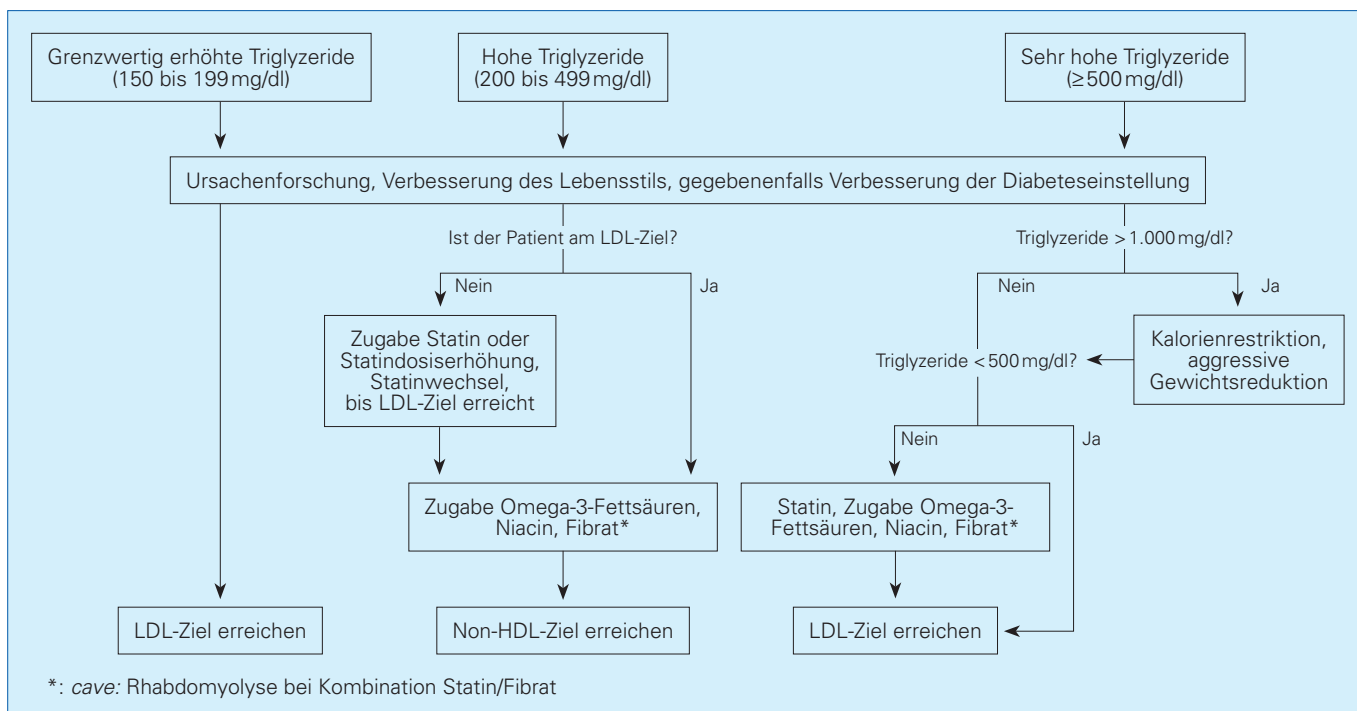 Grenzwertig erhöhte Triglyzeride
(150 bis 199 mg/dl)
Hohe Triglyzeride
(200 bis 499 mg/dl)
Sehr hohe Triglyzeride
(≥500 mg/dl)
Ursachenforschung, Verbesserung des Lebensstils, gegebenenfalls Verbesserung der Diabeteseinstellung
Ist der Patient am LDL-Ziel?
Triglyzeride > 1.000 mg/dl?
Nein
Ja
Nein
Ja
Zugabe Statin oder
Statindosiserhöhung,
Statinwechsel,
bis LDL-Ziel erreicht
Triglyzeride < 500 mg/dl?
Kalorienrestriktion,
aggressive
Gewichtsreduktion
Nein
Ja
Zugabe Omega-3-Fettsäuren,
Niacin, Fibrat*
Statin, Zugabe Omega-3-
Fettsäuren, Niacin, Fibrat*
LDL-Ziel erreichen
Non-HDL-Ziel erreichen
LDL-Ziel erreichen
*: cave: Rhabdomyolyse bei Kombination Statin/Fibrat